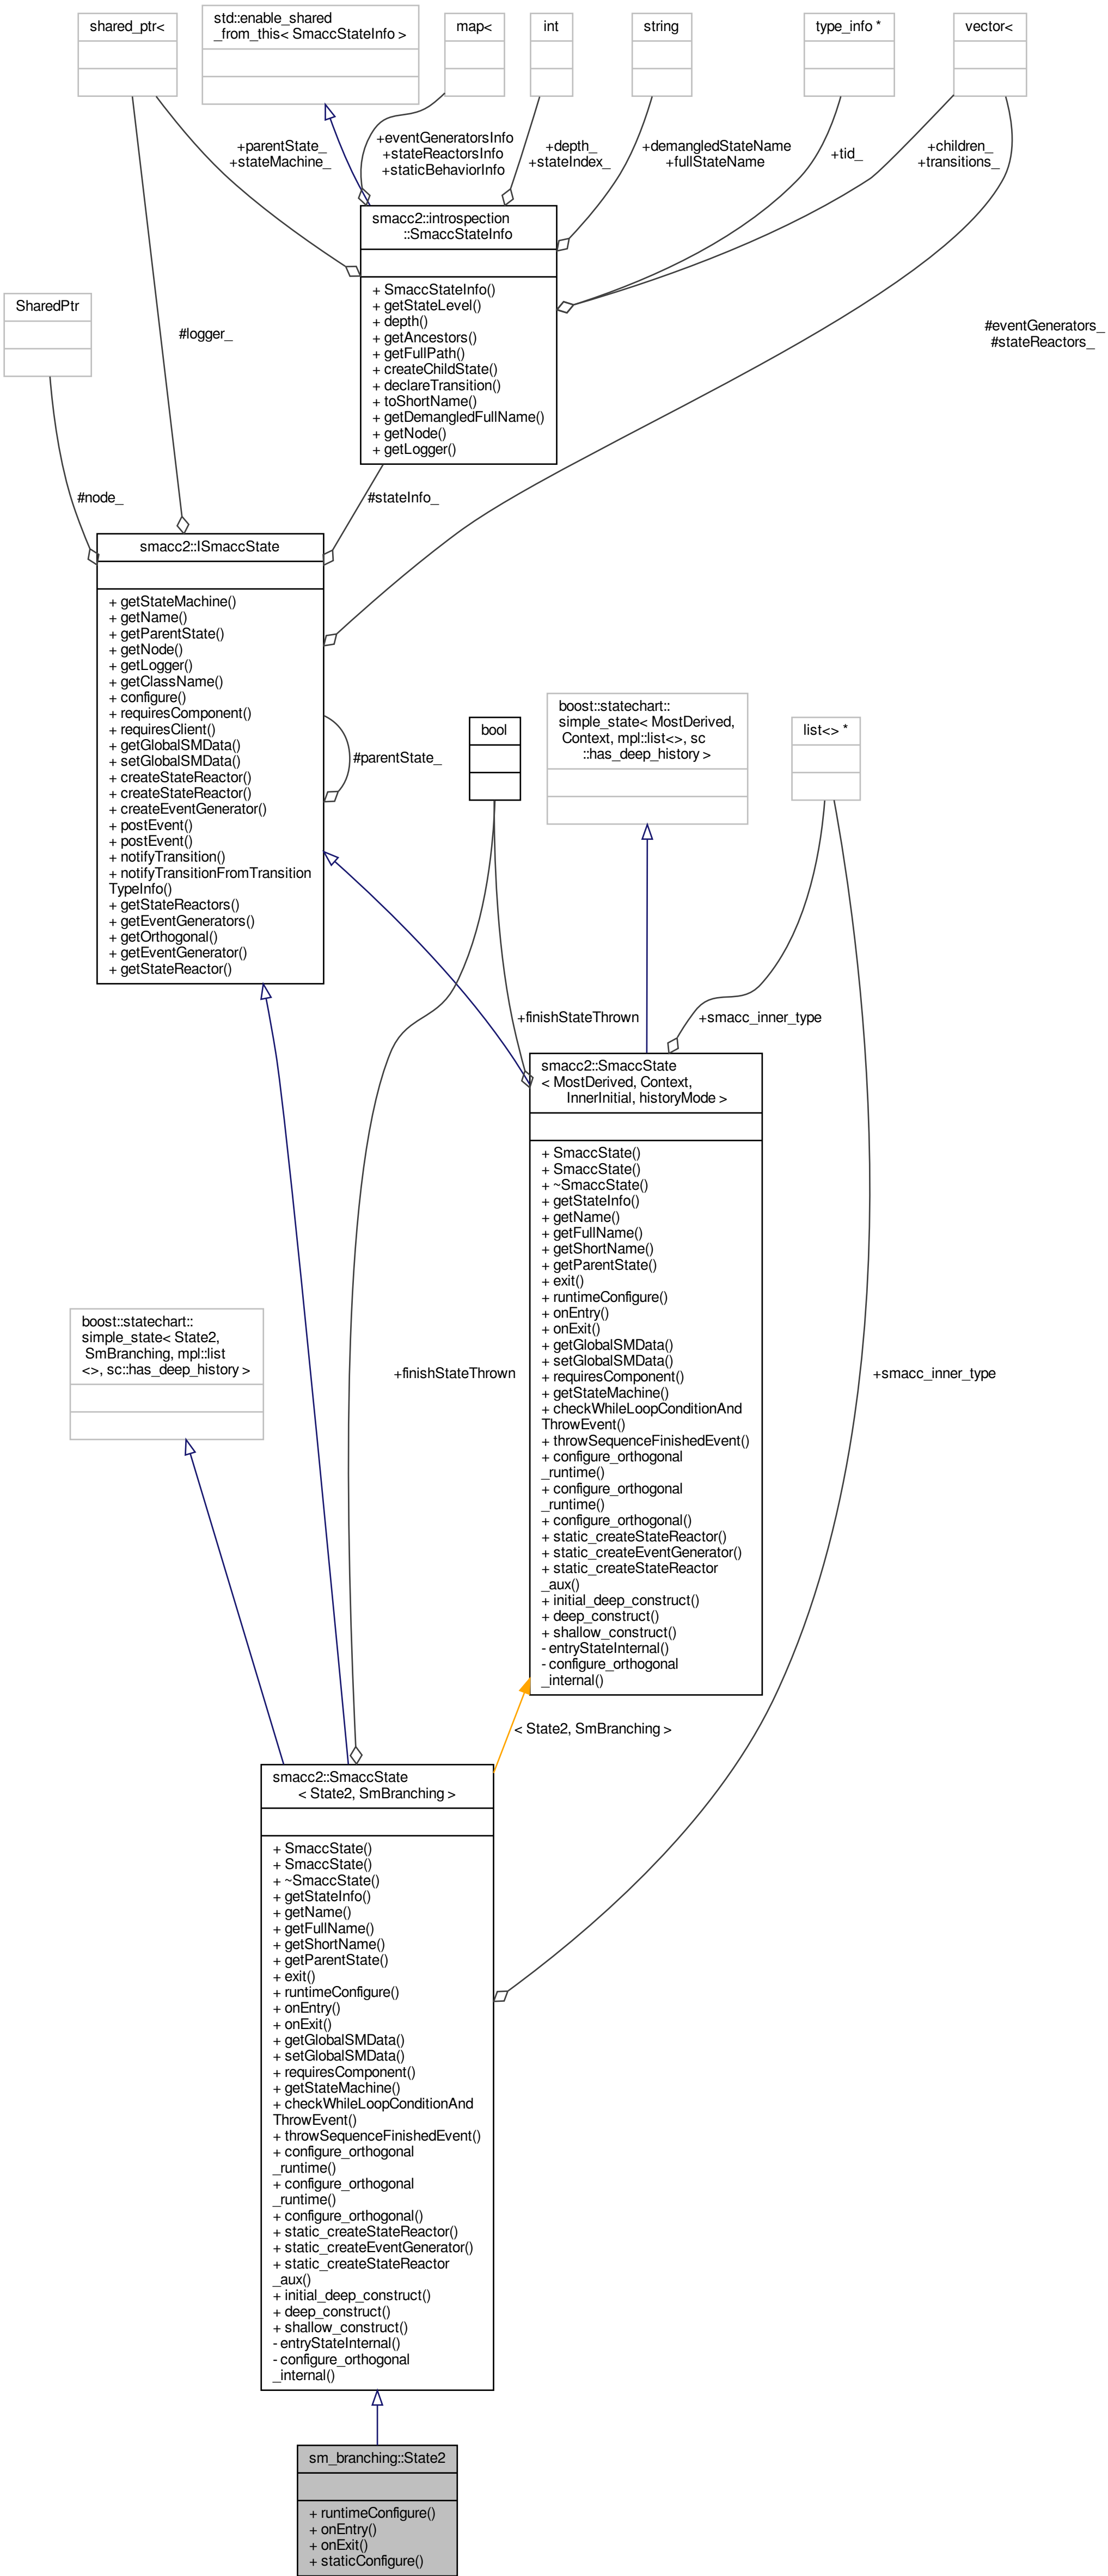 shared_ptr<
std::enable_shared
_from_this< SmaccStateInfo >
map<
int
string
type_info *
vector<
+parentState_
+stateMachine_
+eventGeneratorsInfo
+stateReactorsInfo
+staticBehaviorInfo
+depth_
+stateIndex_
+demangledStateName
+fullStateName
+tid_
+children_
+transitions_
smacc2::introspection
::SmaccStateInfo
+ SmaccStateInfo()
+ getStateLevel()
+ depth()
+ getAncestors()
+ getFullPath()
+ createChildState()
+ declareTransition()
+ toShortName()
+ getDemangledFullName()
+ getNode()
+ getLogger()
SharedPtr
#logger_
#eventGenerators_
#stateReactors_
#node_
#stateInfo_
smacc2::ISmaccState
+ getStateMachine()
+ getName()
+ getParentState()
+ getNode()
+ getLogger()
+ getClassName()
+ configure()
+ requiresComponent()
+ requiresClient()
+ getGlobalSMData()
+ setGlobalSMData()
+ createStateReactor()
+ createStateReactor()
+ createEventGenerator()
+ postEvent()
+ postEvent()
+ notifyTransition()
+ notifyTransitionFromTransition
TypeInfo()
+ getStateReactors()
+ getEventGenerators()
+ getOrthogonal()
+ getEventGenerator()
+ getStateReactor()
#parentState_
bool
boost::statechart::
simple_state< MostDerived,
Context, mpl::list<>, sc
::has_deep_history >
list<> *
+finishStateThrown
+smacc_inner_type
smacc2::SmaccState
< MostDerived, Context,
InnerInitial, historyMode >
+ SmaccState()
+ SmaccState()
+ ~SmaccState()
+ getStateInfo()
+ getName()
+ getFullName()
+ getShortName()
+ getParentState()
+ exit()
+ runtimeConfigure()
+ onEntry()
+ onExit()
+ getGlobalSMData()
+ setGlobalSMData()
+ requiresComponent()
+ getStateMachine()
+ checkWhileLoopConditionAnd
ThrowEvent()
+ throwSequenceFinishedEvent()
+ configure_orthogonal
_runtime()
+ configure_orthogonal
_runtime()
+ configure_orthogonal()
+ static_createStateReactor()
+ static_createEventGenerator()
+ static_createStateReactor
_aux()
+ initial_deep_construct()
+ deep_construct()
+ shallow_construct()
- entryStateInternal()
- configure_orthogonal
_internal()
boost::statechart::
simple_state< State2,
SmBranching, mpl::list
<>, sc::has_deep_history >
+finishStateThrown
+smacc_inner_type
< State2, SmBranching >
smacc2::SmaccState
< State2, SmBranching >
+ SmaccState()
+ SmaccState()
+ ~SmaccState()
+ getStateInfo()
+ getName()
+ getFullName()
+ getShortName()
+ getParentState()
+ exit()
+ runtimeConfigure()
+ onEntry()
+ onExit()
+ getGlobalSMData()
+ setGlobalSMData()
+ requiresComponent()
+ getStateMachine()
+ checkWhileLoopConditionAnd
ThrowEvent()
+ throwSequenceFinishedEvent()
+ configure_orthogonal
_runtime()
+ configure_orthogonal
_runtime()
+ configure_orthogonal()
+ static_createStateReactor()
+ static_createEventGenerator()
+ static_createStateReactor
_aux()
+ initial_deep_construct()
+ deep_construct()
+ shallow_construct()
- entryStateInternal()
- configure_orthogonal
_internal()
sm_branching::State2
+ runtimeConfigure()
+ onEntry()
+ onExit()
+ staticConfigure()